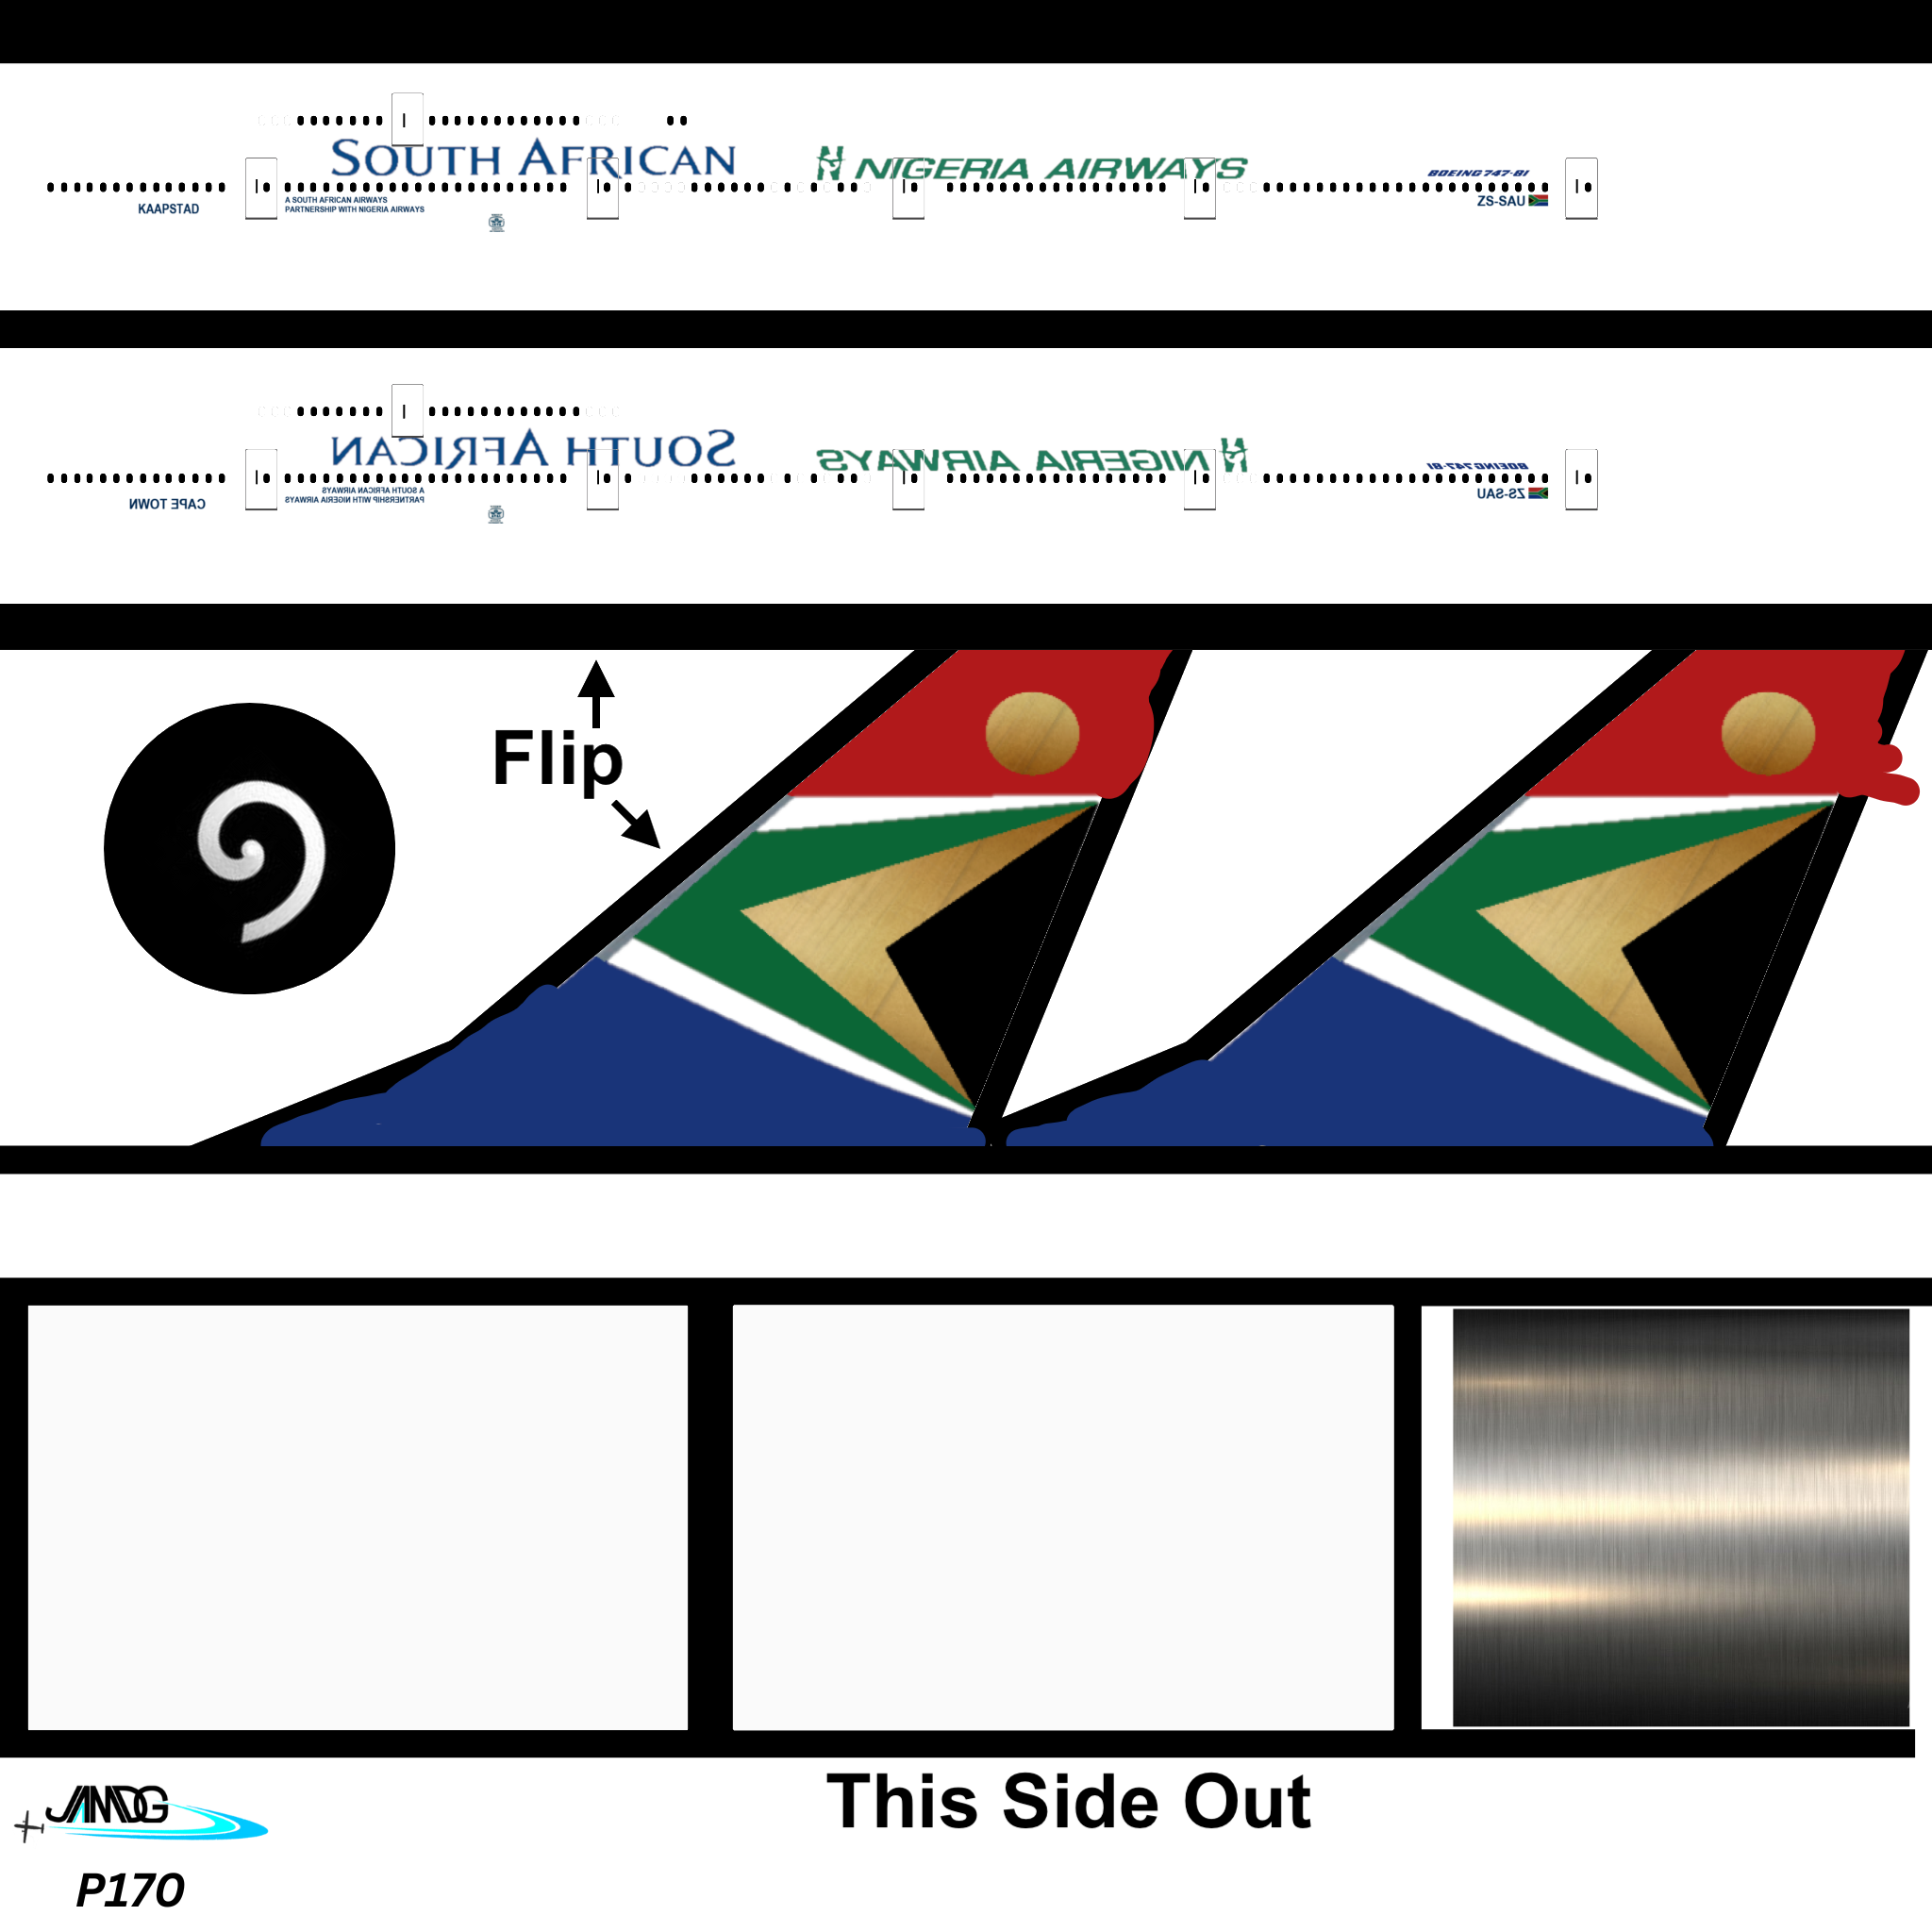 SOUTH AFRICAN
NIGERIA AIRWAYS
BOEING 747-8I
KAAPSTAD
A SOUTH AFRICAN AIRWAYS
PARTNERSHIP WITH NIGERIA AIRWAYS
ZS-SAU
SOUTH AFRICAN
NIGERIA AIRWAYS
BOEING 747-8I
CAPE TOWN
A SOUTH AFRICAN AIRWAYS
PARTNERSHIP WITH NIGERIA AIRWAYS
ZS-SAU
Flip
This Side Out
JAMDG
P170